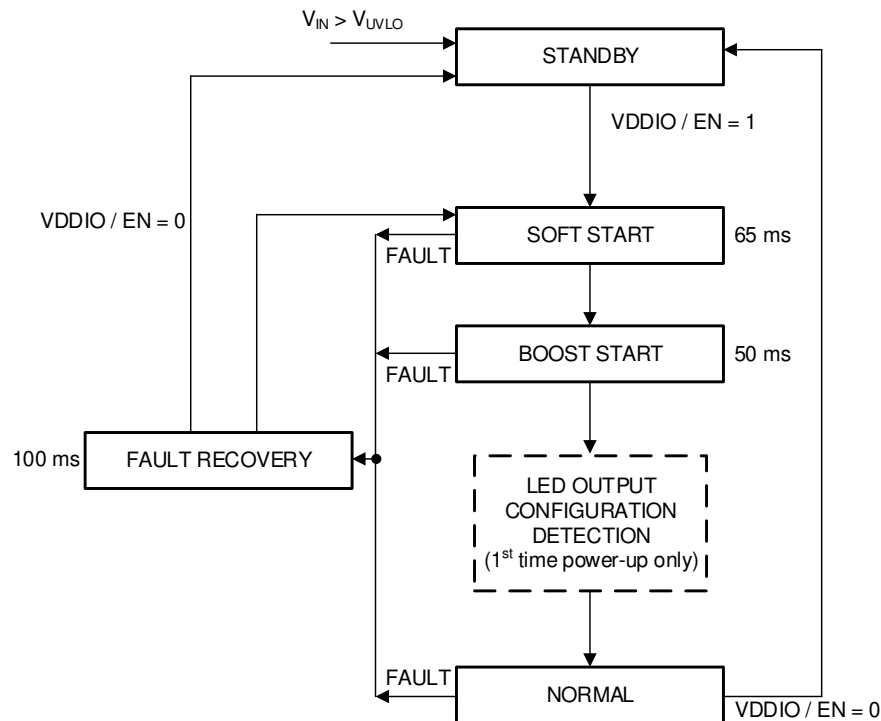 V_IN > V_UVLO
STANDBY
VDDIO / EN = 1
VDDIO / EN = 0
SOFT START
65 ms
FAULT
BOOST START
50 ms
FAULT
100 ms
FAULT RECOVERY
LED OUTPUT
CONFIGURATION
DETECTION
(1st time power-up only)
FAULT
NORMAL
VDDIO / EN = 0